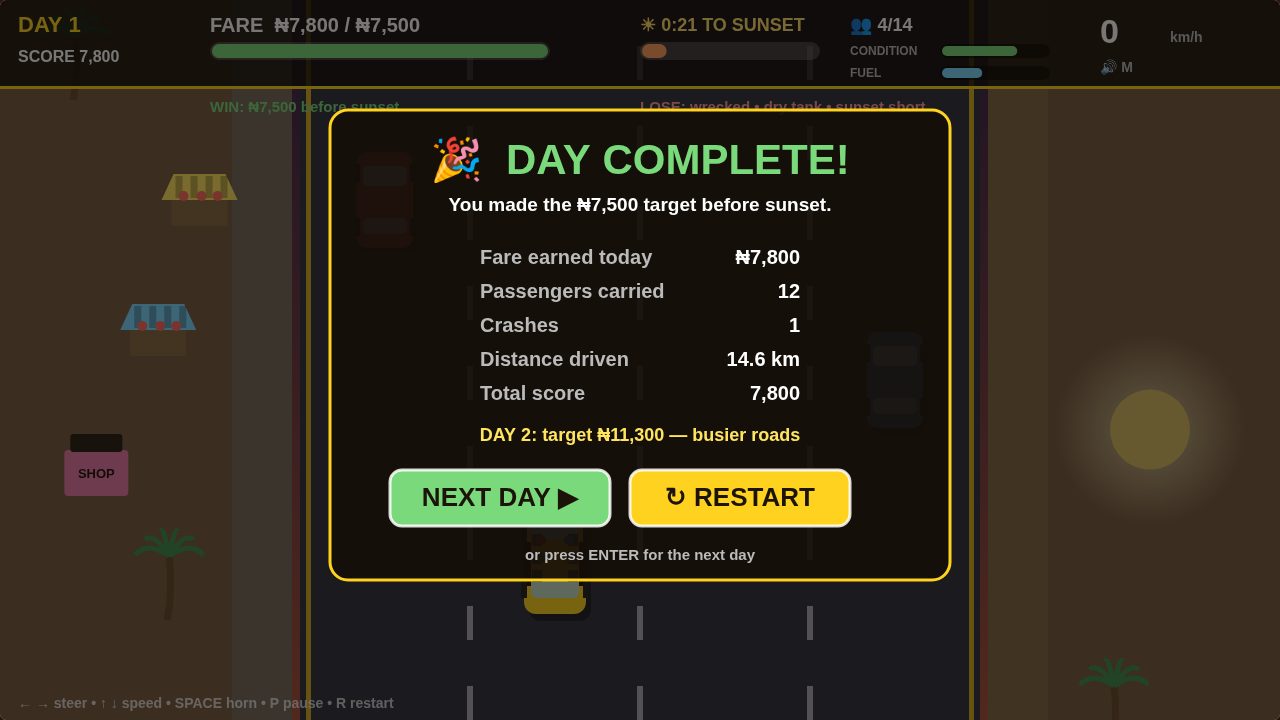 DAY 1
SCORE 7,800
FARE ₦7,800 / ₦7,500
☀ 0:21 TO SUNSET
👥 4/14
CONDITION
FUEL
0 km/h
🔊 M
WIN: ₦7,500 before sunset
LOSE: wrecked • dry tank • sunset short
🎉 DAY COMPLETE!
You made the ₦7,500 target before sunset.
Fare earned today ₦7,800
Passengers carried 12
Crashes 1
Distance driven 14.6 km
Total score 7,800
DAY 2: target ₦11,300 — busier roads
NEXT DAY ▶
↻ RESTART
or press ENTER for the next day
SHOP
← → steer • ↑ ↓ speed • SPACE horn • P pause • R restart